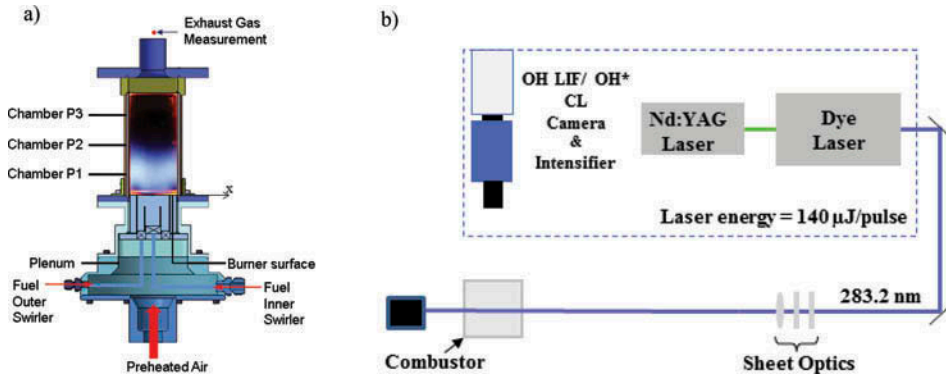 a)
Exhaust Gas
Measurement
Chamber P3
Chamber P2
Chamber P1
x
Plenum
Burner surface
Fuel
Outer
Swirler
Fuel
Inner
Swirler
Preheated Air
b)
OH LIF/ OH*
CL
Camera
&
Intensifier
Nd:YAG
Laser
Dye
Laser
Laser energy = 140 μJ/pulse
283.2 nm
Combustor
Sheet Optics